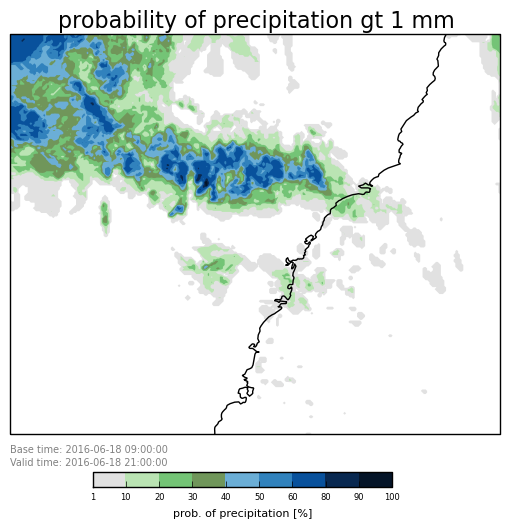 probability of precipitation gt 1 mm
Base time: 2016-06-18 09:00:00
Valid time: 2016-06-18 21:00:00
1 10 20 30 40 50 60 70 80 90 100
prob. of precipitation [%]